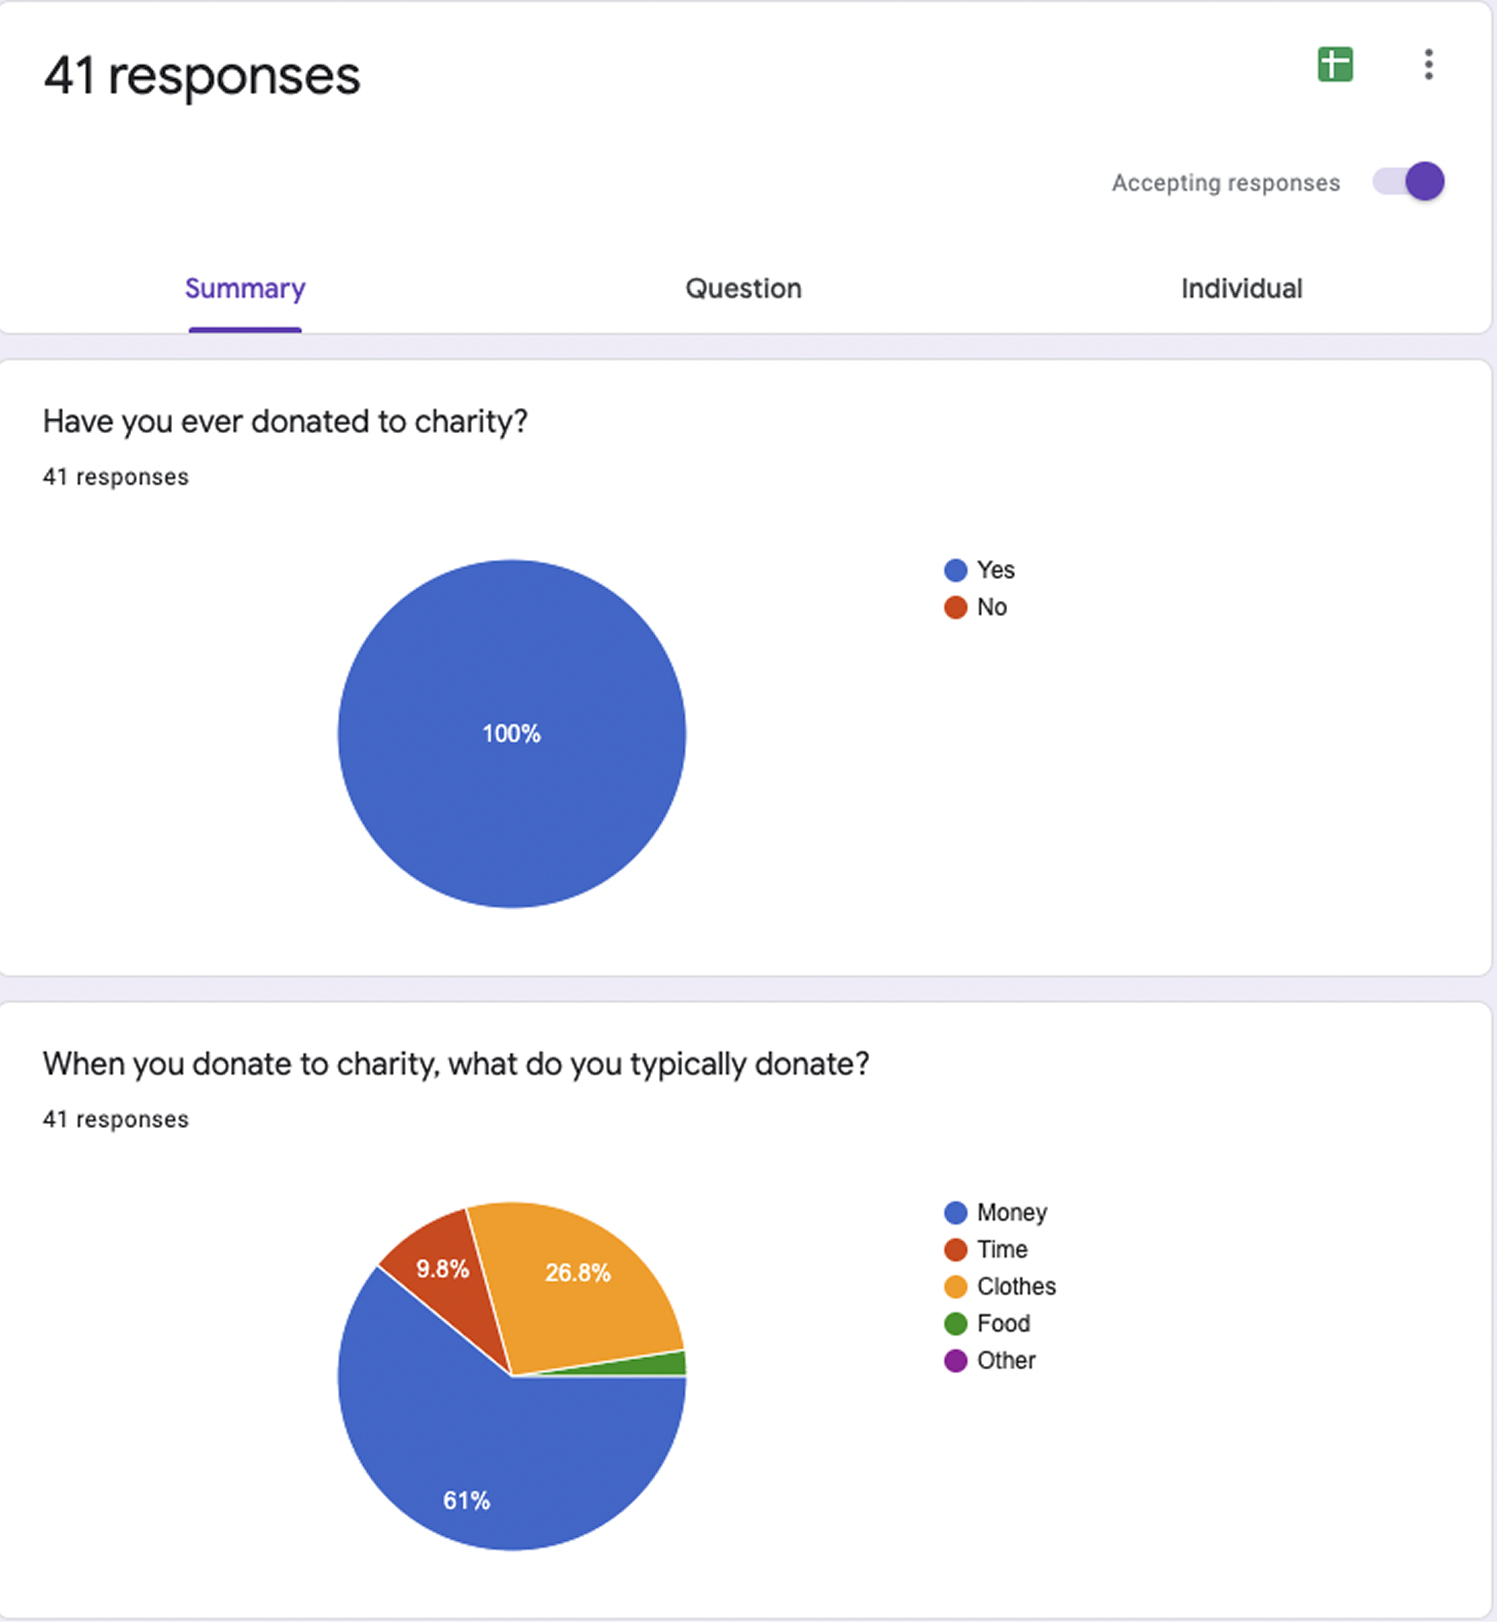 41 responses
Accepting responses
Summary
Question
Individual
Have you ever donated to charity?
41 responses
100%
Yes
No
When you donate to charity, what do you typically donate?
41 responses
9.8%
26.8%
61%
Money
Time
Clothes
Food
Other